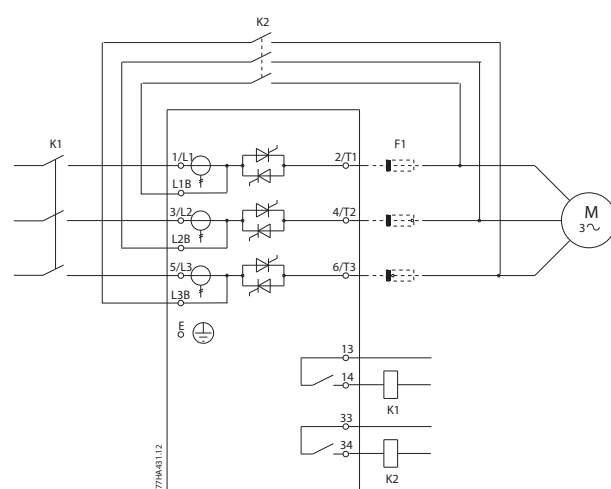 K2
K1
F1
1/L1
2/T1
L1B
3/L2
4/T2
M
3~
L2B
5/L3
6/T3
L3B
E
13
14
K1
33
34
K2
177HA431.12